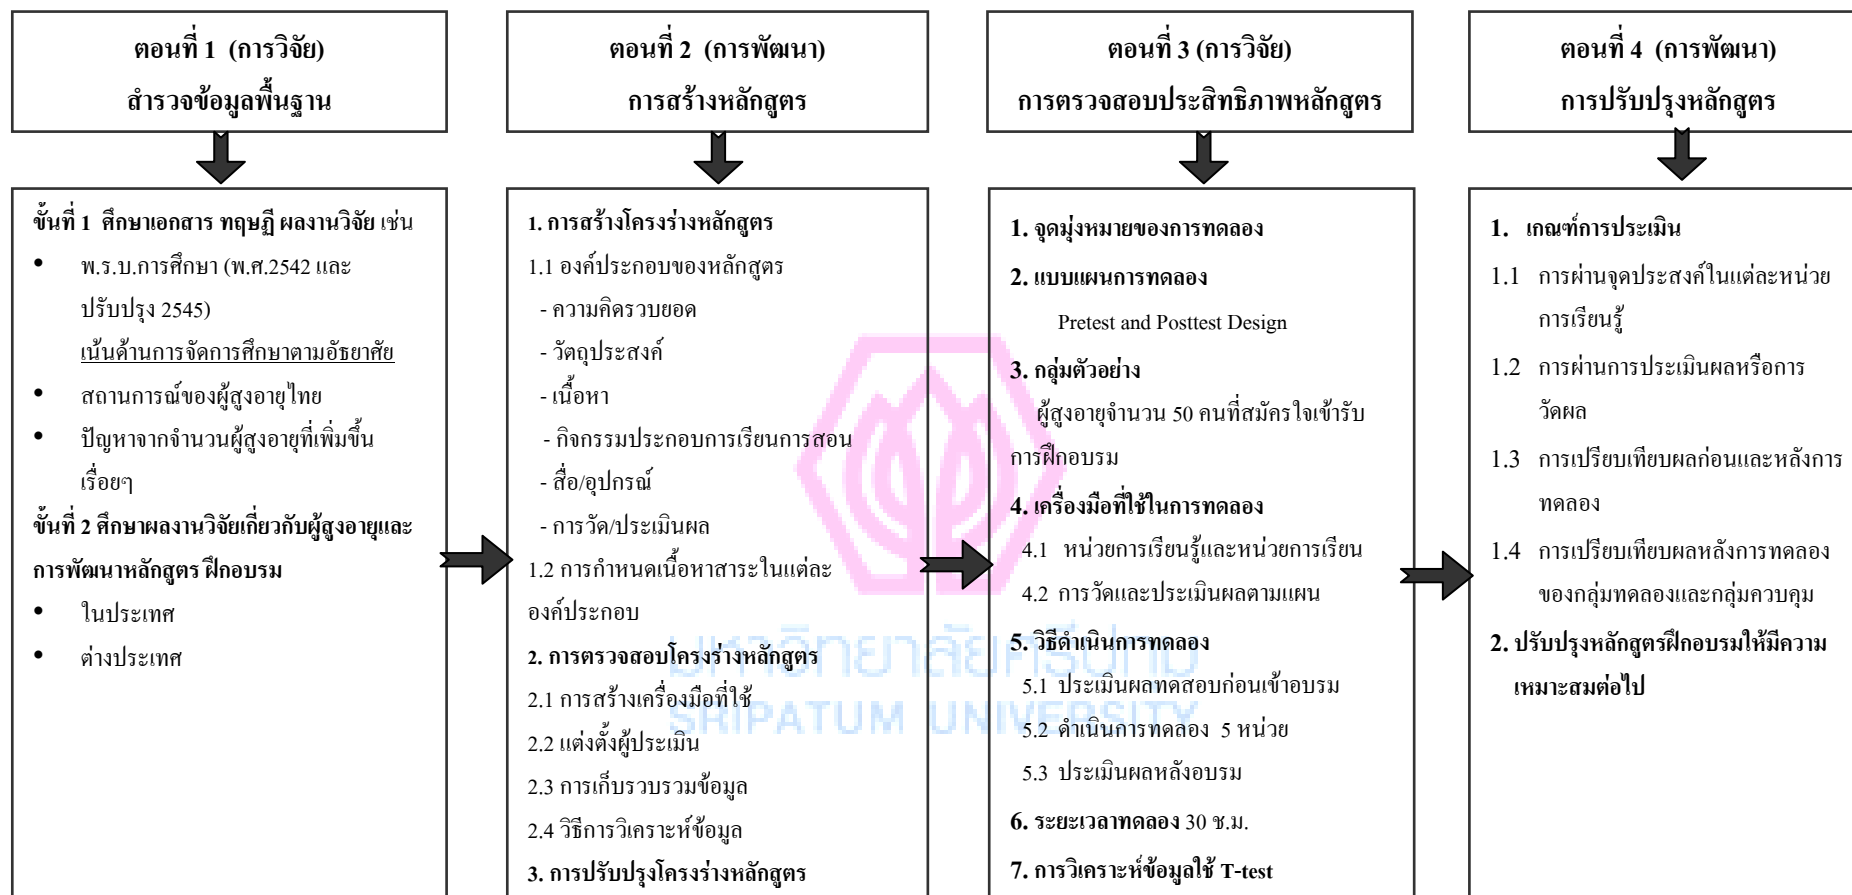 ตอนที่ 1  (การวิจัย)
สำรวจข้อมูลพื้นฐาน
ขั้นที่ 1  ศึกษาเอกสาร ทฤษฎี ผลงานวิจัย เช่น
•	พ.ร.บ.การศึกษา (พ.ศ.2542 และ
ปรับปรุง 2545)
เน้นด้านการจัดการศึกษาตามอัธยาศัย
•	สถานการณ์ของผู้สูงอายุไทย
•	ปัญหาจากจำนวนผู้สูงอายุที่เพิ่มขึ้น
เรื่อยๆ
ขั้นที่ 2 ศึกษาผลงานวิจัยเกี่ยวกับผู้สูงอายุและ
การพัฒนาหลักสูตร ฝึกอบรม
•	ในประเทศ
•	ต่างประเทศ
ตอนที่ 2  (การพัฒนา)
การสร้างหลักสูตร
1. การสร้างโครงร่างหลักสูตร
1.1 องค์ประกอบของหลักสูตร
- ความคิดรวบยอด
- วัตถุประสงค์
- เนื้อหา
- กิจกรรมประกอบการเรียนการสอน
- สื่อ/อุปกรณ์
- การวัด/ประเมินผล
1.2 การกำหนดเนื้อหาสาระในแต่ละ
องค์ประกอบ
2. การตรวจสอบโครงร่างหลักสูตร
2.1 การสร้างเครื่องมือที่ใช้
2.2 แต่งตั้งผู้ประเมิน
2.3 การเก็บรวบรวมข้อมูล
2.4 วิธีการวิเคราะห์ข้อมูล
3. การปรับปรุงโครงร่างหลักสูตร
ตอนที่ 3 (การวิจัย)
การตรวจสอบประสิทธิภาพหลักสูตร
1. จุดมุ่งหมายของการทดลอง
2. แบบแผนการทดลอง
Pretest and Posttest Design
3. กลุ่มตัวอย่าง
ผู้สูงอายุจำนวน 50 คนที่สมัครใจเข้ารับ
การฝึกอบรม
4. เครื่องมือที่ใช้ในการทดลอง
4.1  หน่วยการเรียนรู้และหน่วยการเรียน
4.2  การวัดและประเมินผลตามแผน
5. วิธีดำเนินการทดลอง
5.1  ประเมินผลทดสอบก่อนเข้าอบรม
5.2  ดำเนินการทดลอง  5 หน่วย
5.3  ประเมินผลหลังอบรม
6. ระยะเวลาทดลอง 30 ช.ม.
7. การวิเคราะห์ข้อมูลใช้ T-test
ตอนที่ 4  (การพัฒนา)
การปรับปรุงหลักสูตร
1.  เกณฑ์การประเมิน
1.1  การผ่านจุดประสงค์ในแต่ละหน่วย
การเรียนรู้
1.2  การผ่านการประเมินผลหรือการ
วัดผล
1.3  การเปรียบเทียบผลก่อนและหลังการ
ทดลอง
1.4  การเปรียบเทียบผลหลังการทดลอง
ของกลุ่มทดลองและกลุ่มควบคุม
2. ปรับปรุงหลักสูตรฝึกอบรมให้มีความ
เหมาะสมต่อไป
มหาวิทยาลัยศรีปทุม
SRIPATUM UNIVERSITY